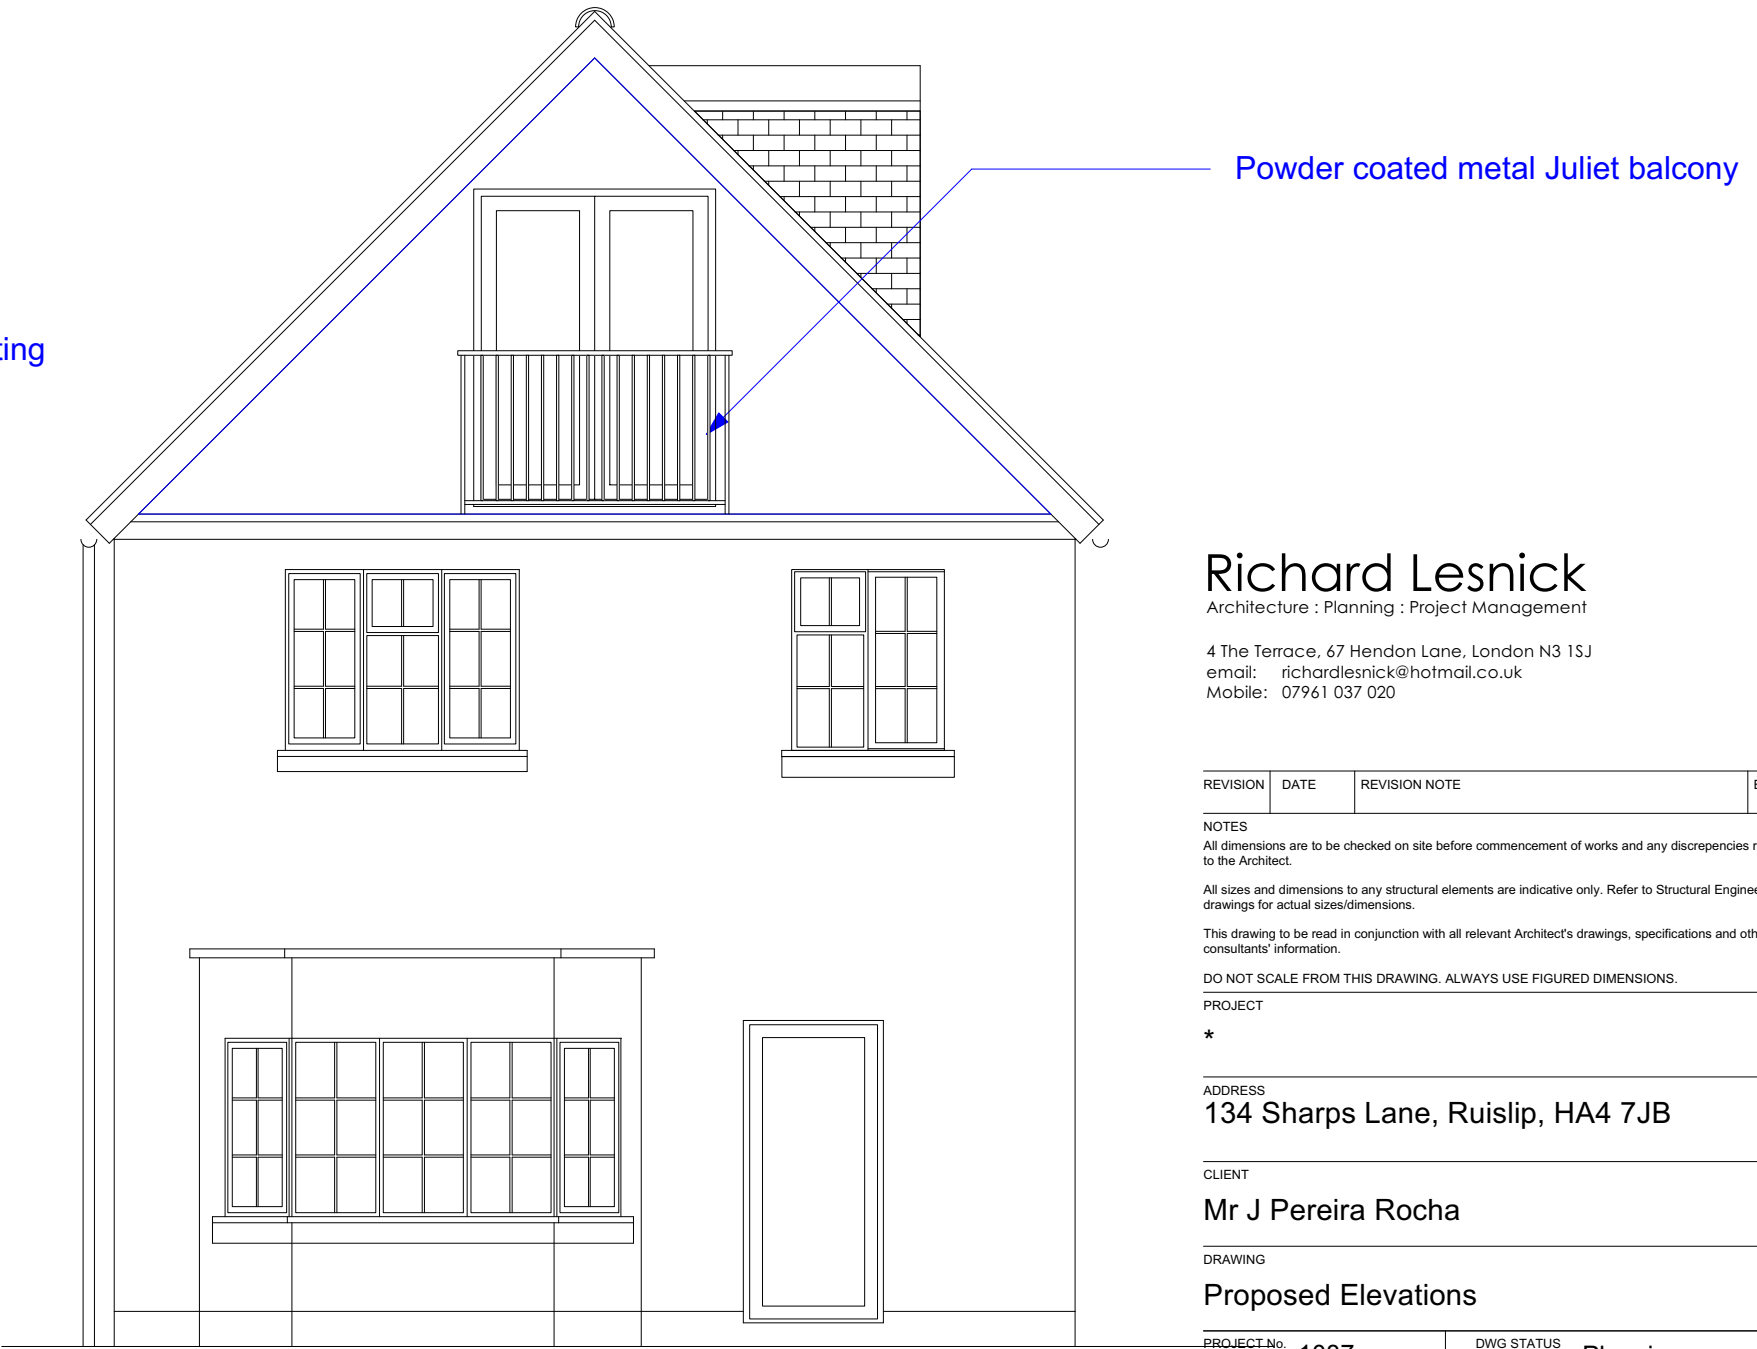 Powder coated metal Juliet balcony
Richard Lesnick
Architecture : Planning : Project Management
4 The Terrace, 67 Hendon Lane, London N3 1SJ
email: richardlesnick@hotmail.co.uk
Mobile: 07961 037 020
REVISION DATE REVISION NOTE
NOTES
All dimensions are to be checked on site before commencement of works and any discrepencies
to the Architect.
All sizes and dimensions to any structural elements are indicative only. Refer to Structural
drawings for actual sizes/dimensions.
This drawing to be read in conjunction with all relevant Architect's drawings, specifications and
consultants' information.
DO NOT SCALE FROM THIS DRAWING. ALWAYS USE FIGURED DIMENSIONS.
PROJECT
*
ADDRESS
134 Sharps Lane, Ruislip, HA4 7JB
CLIENT
Mr J Pereira Rocha
DRAWING
Proposed Elevations
PROJECT No. DWG STATUS